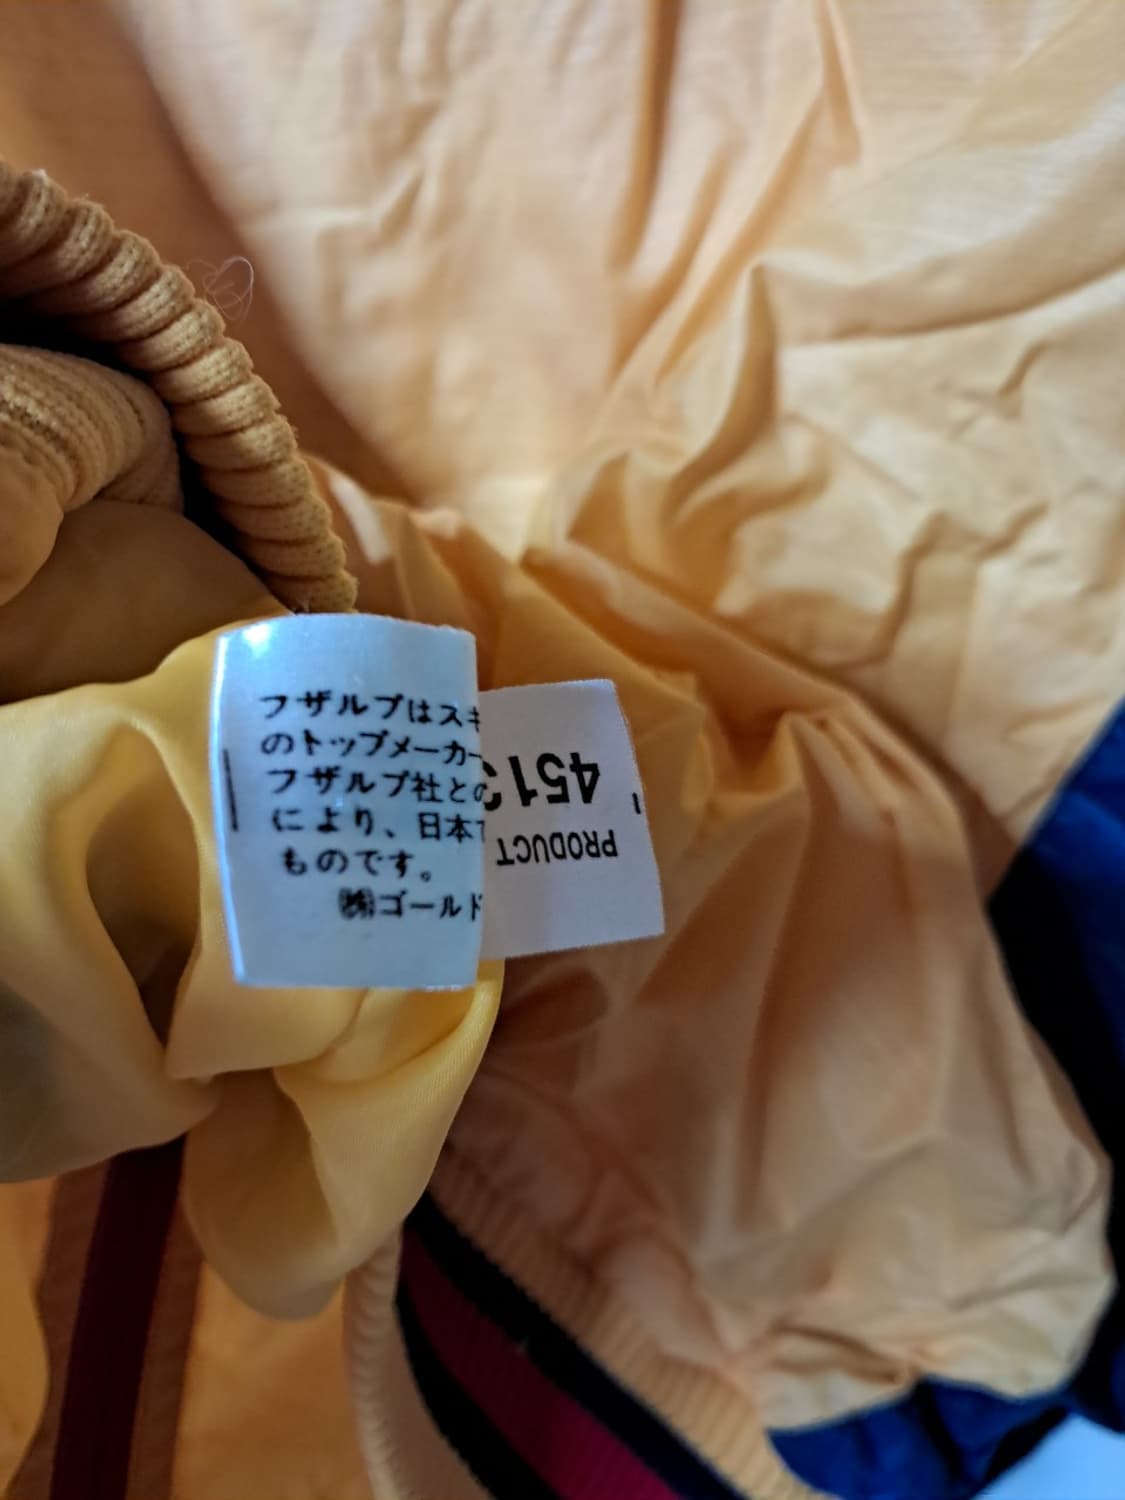 フザルプはスキ
のトップメーカー
フザルプ社との
により、日本で
ものです。
㈱ゴールド
PRODUCT
4513